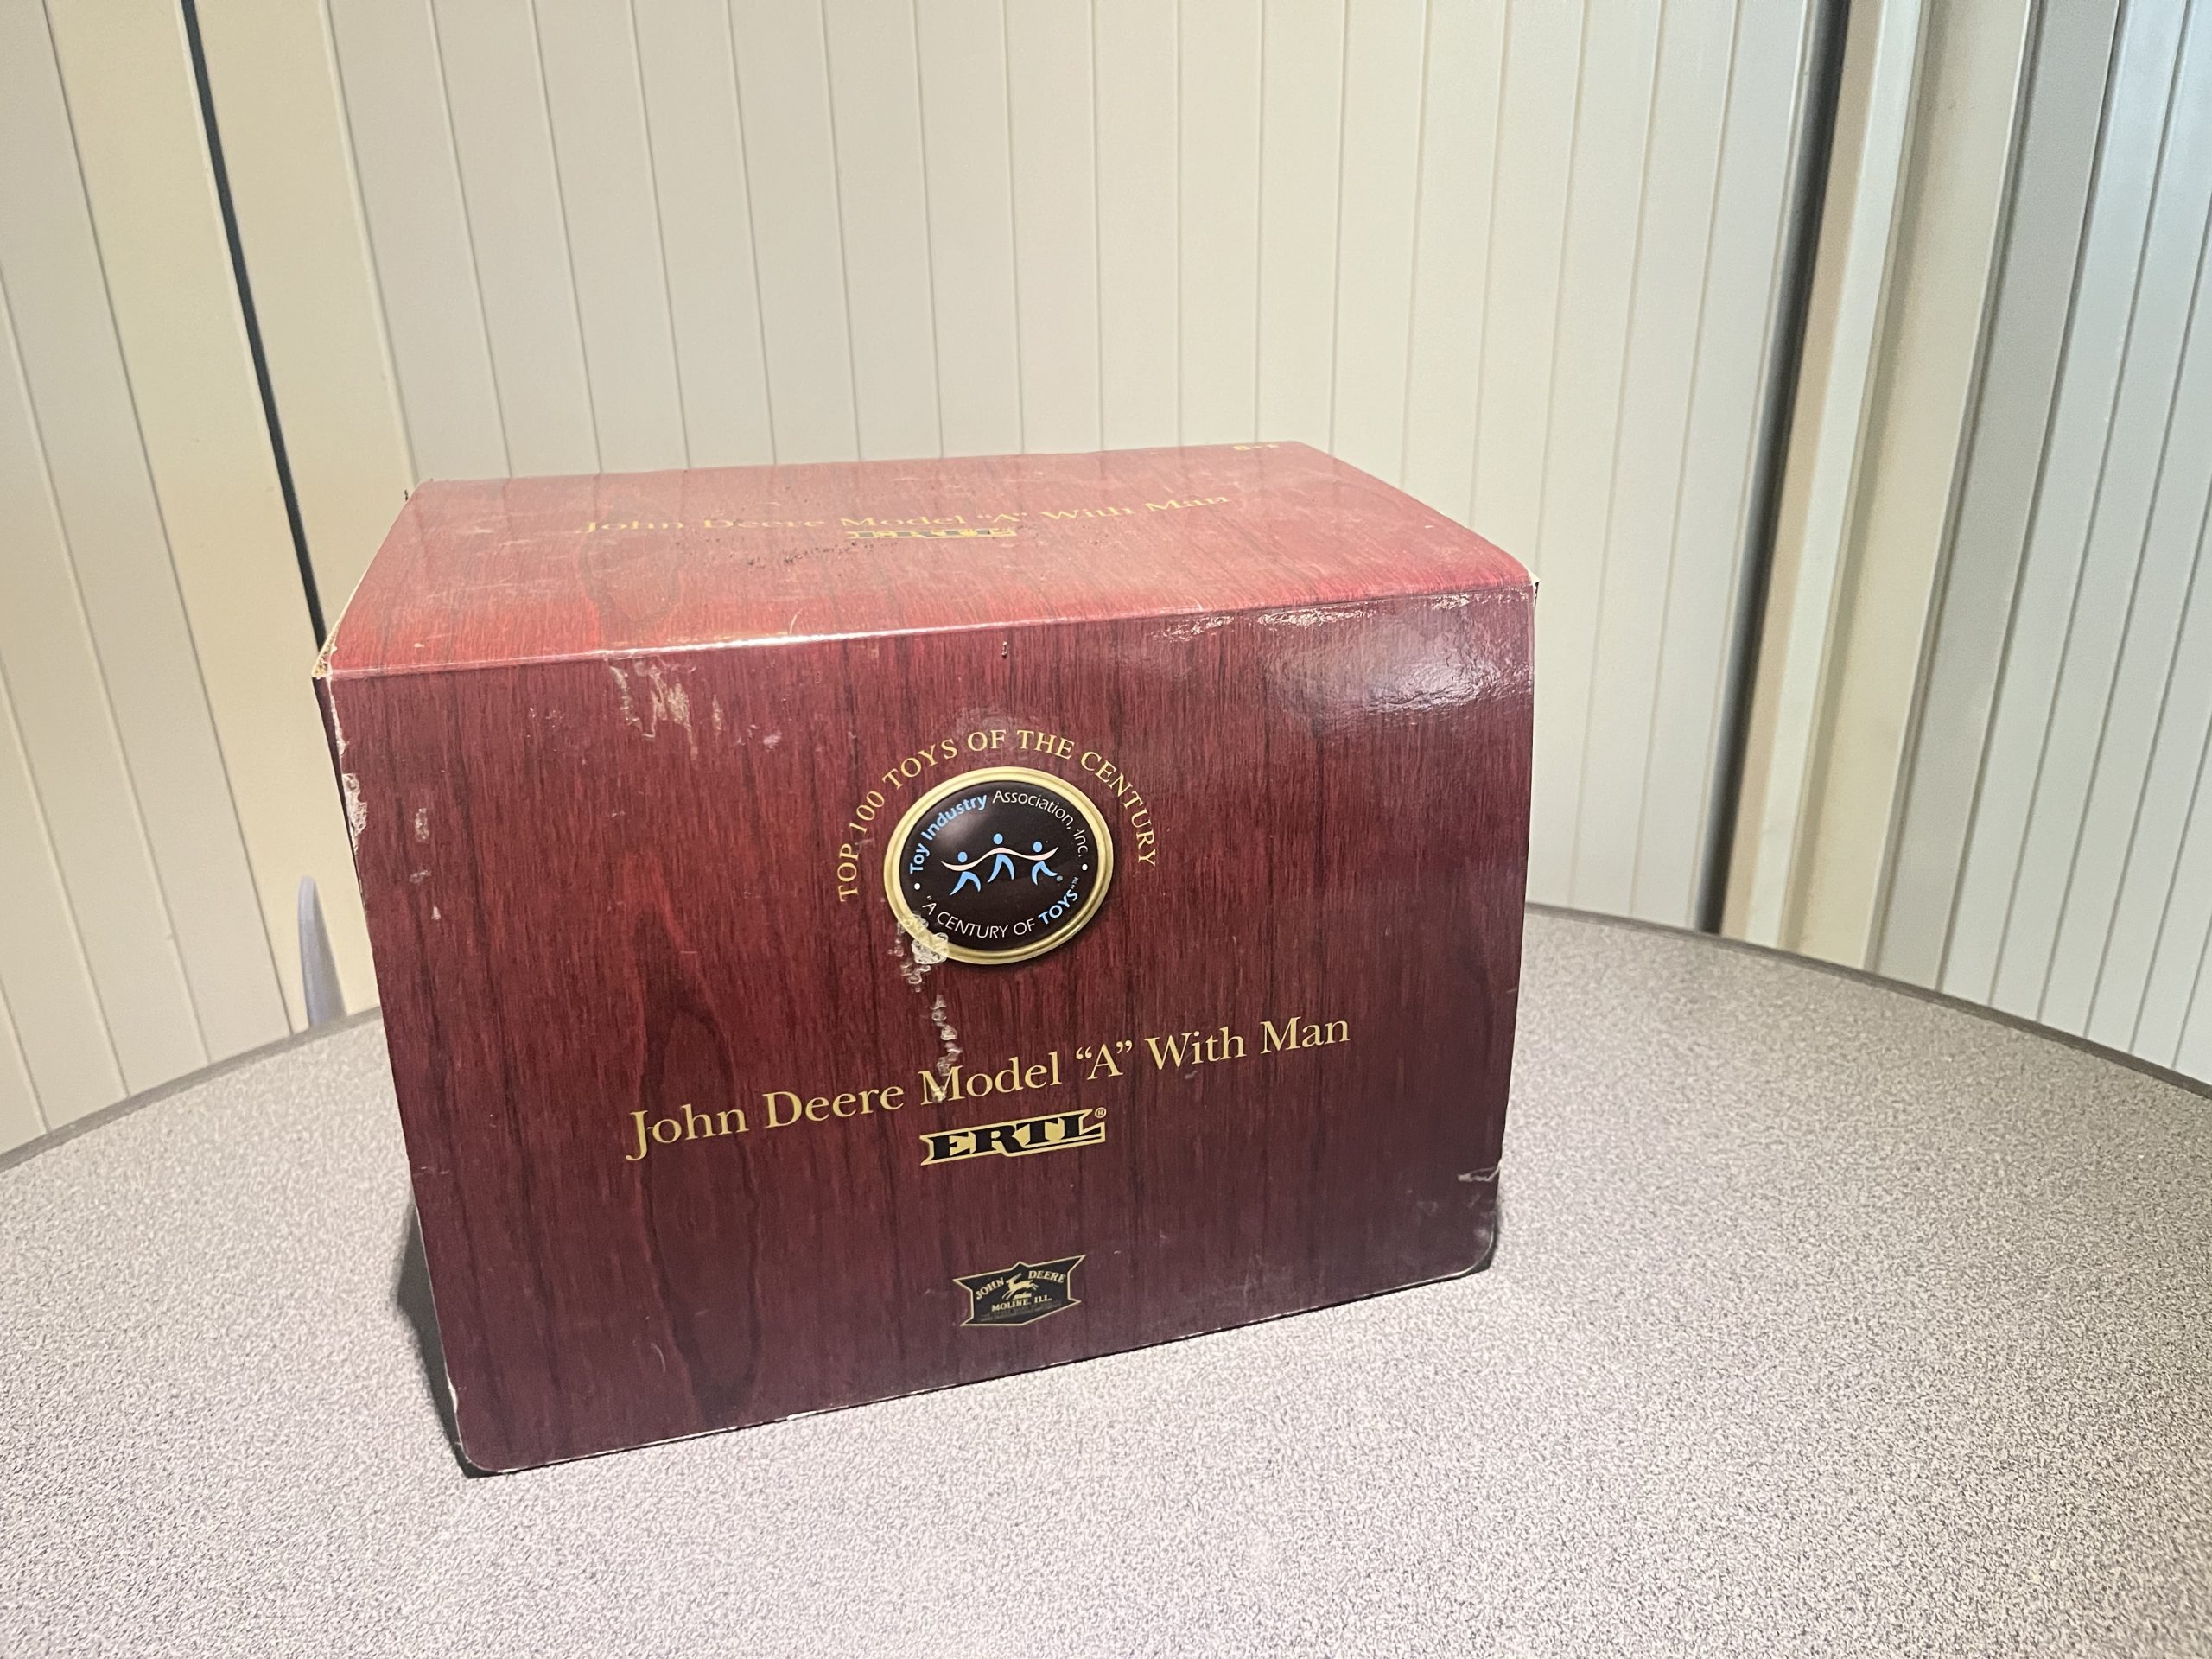 John Deere Model “A” With Man
ERTL
TOP 100 TOYS OF THE CENTURY
Toy Industry Association, Inc.
“A CENTURY OF TOYS”™
John Deere Model “A” With Man
ERTL®
JOHN DEERE
MOLINE, ILL.